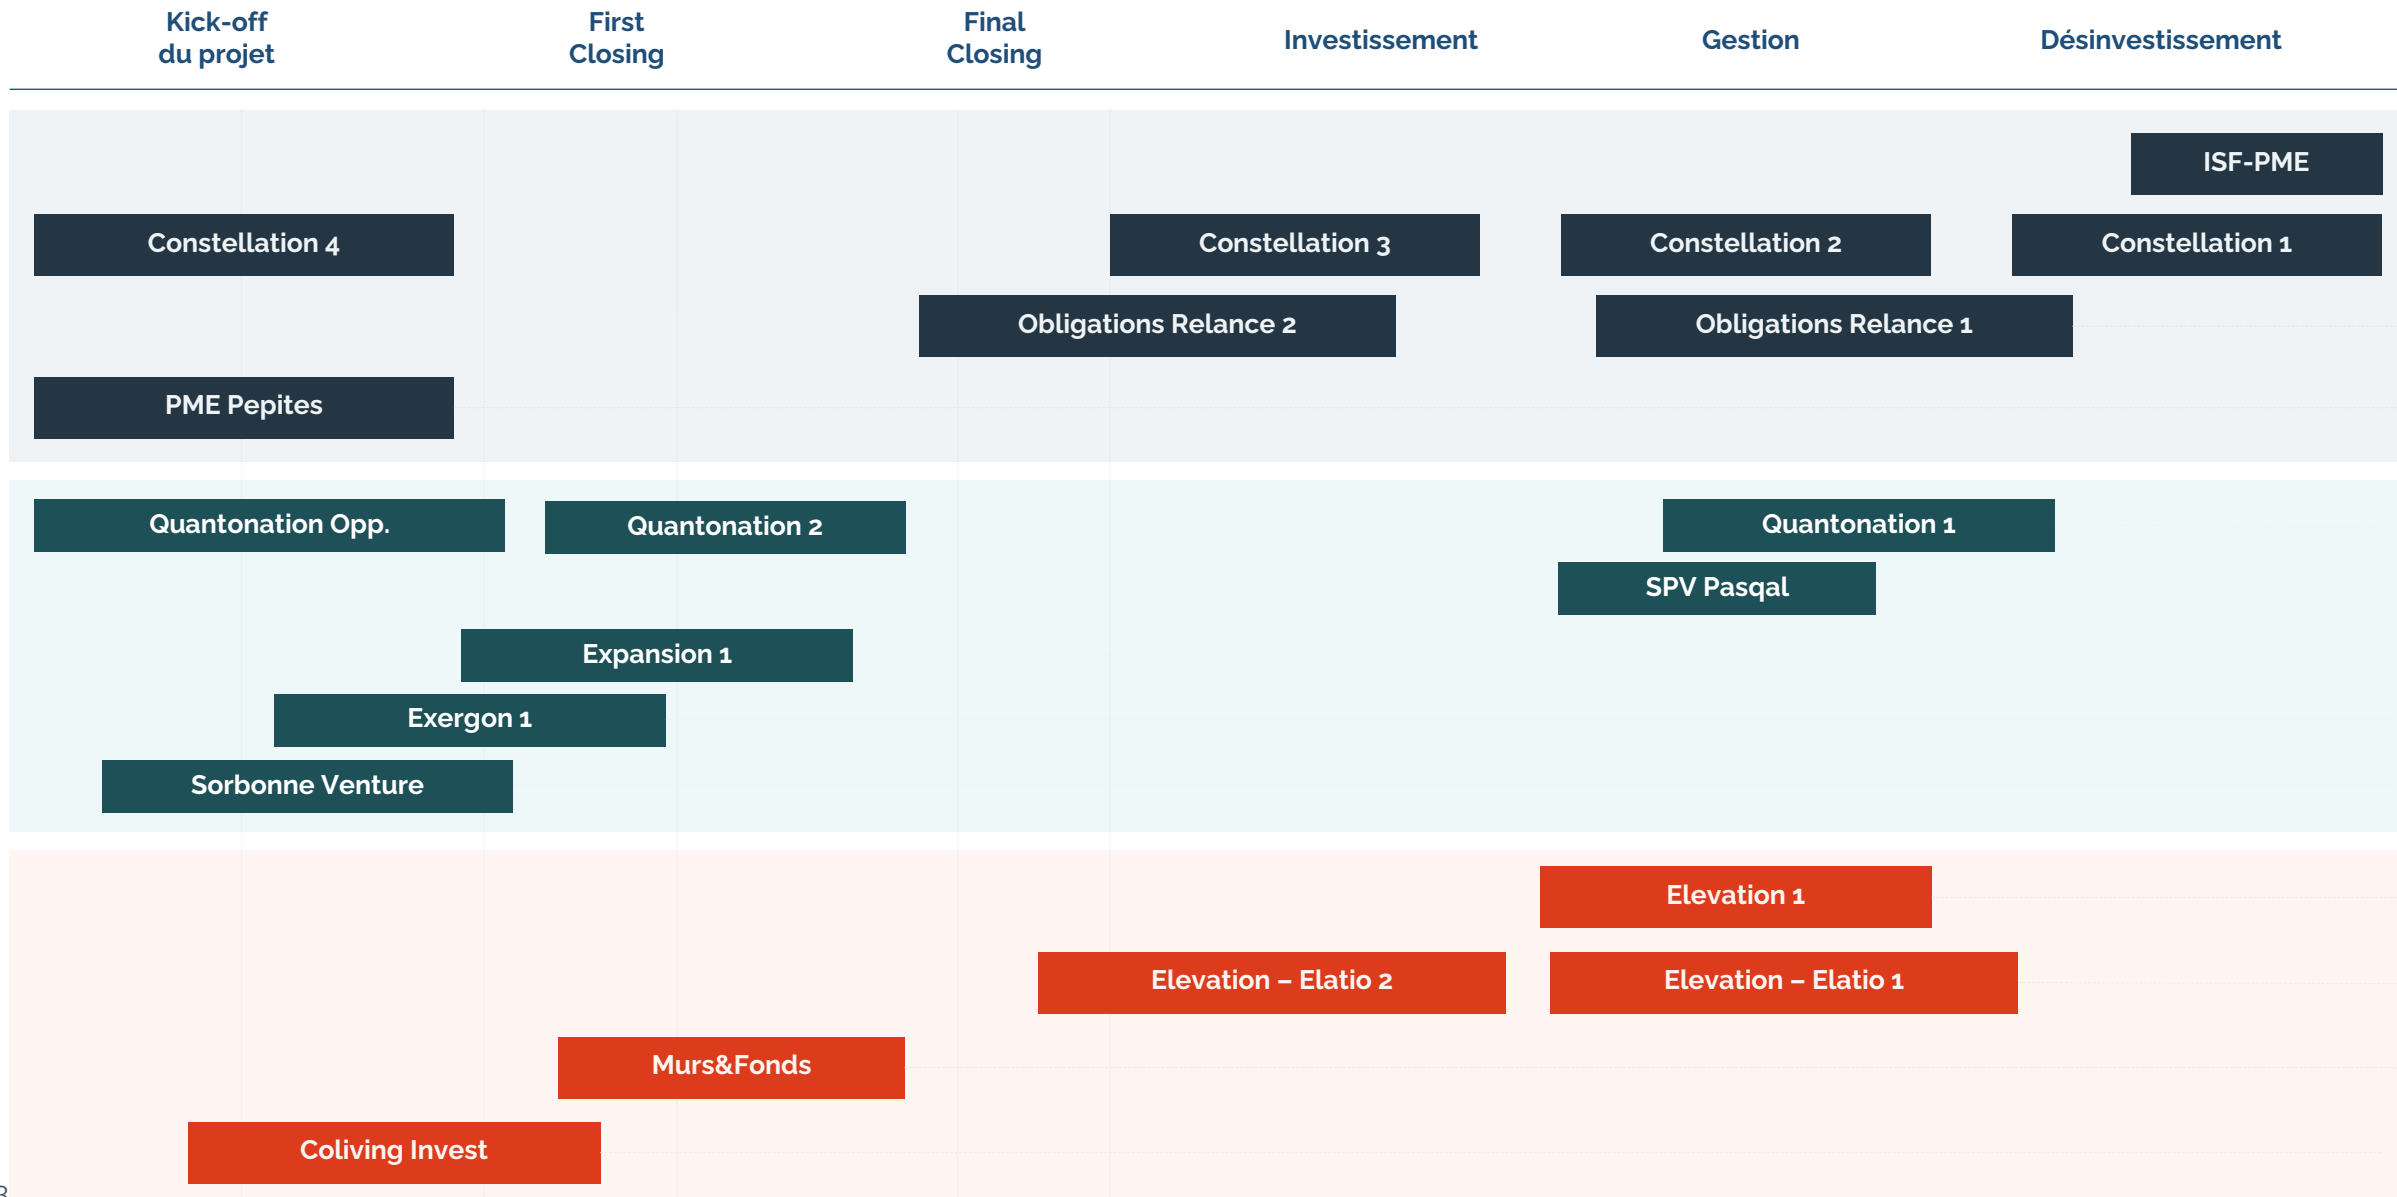 Kick-off
du projet
First
Closing
Final
Closing
Investissement
Gestion
Désinvestissement
ISF-PME
Constellation 4
Constellation 3
Constellation 2
Constellation 1
Obligations Relance 2
Obligations Relance 1
PME Pepites
Quantonation Opp.
Quantonation 2
Quantonation 1
SPV Pasqal
Expansion 1
Exergon 1
Sorbonne Venture
Elevation 1
Elevation – Elatio 2
Elevation – Elatio 1
Murs&Fonds
Coliving Invest